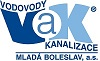 VODOVODY
VaK®
KANALIZACE
MLADÁ BOLESLAV, a.s.